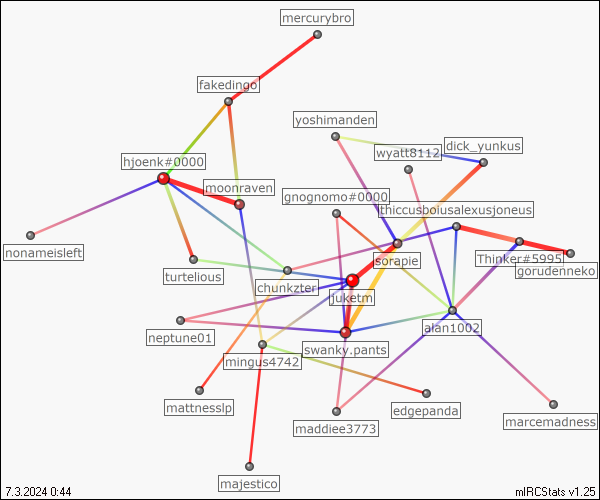 mercurybro
fakedingo
yoshimanden
dick_yunkus
wyatt8112
hjoenk#0000
moonraven
gnognomo#0000
thiccusboiusalexusjoneus
nonameisleft
sorapie
Thinker#5995
gorudenneko
turtelious
chunkzter
juketm
neptune01
alan1002
swanky.pants
mingus4742
mattnesslp
edgepanda
maddiee3773
marcemadness
majestico
7.3.2024 0:44
mIRCStats v1.25